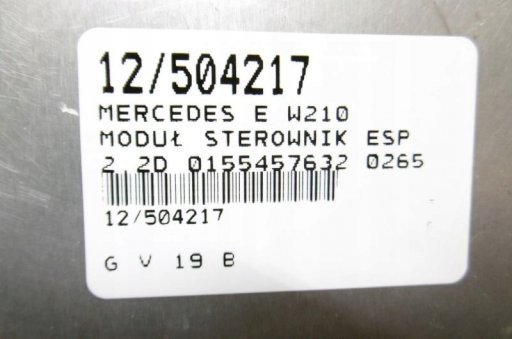 12/504217
MERCEDES E W210
MODUŁ STEROWNIK ESP
2 2D 0155457632 0265
12/504217
G V 19 B